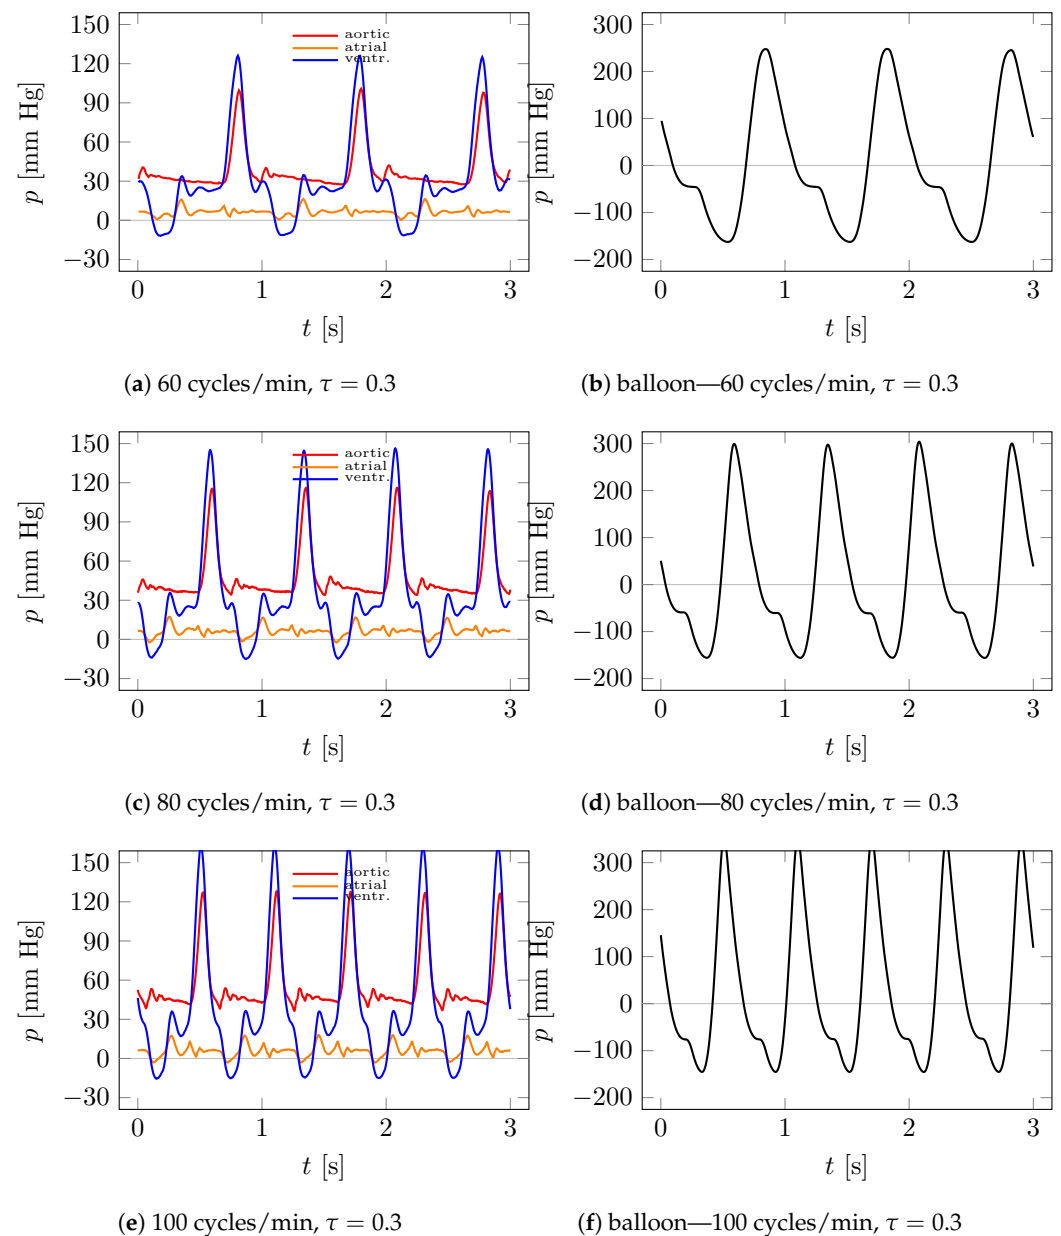 150
120
90
60
30
0
−30
p [mm Hg]
aortic
atrial
ventr.
0 1 2 3
t [s]
(a) 60 cycles/min, τ = 0.3
300
200
100
0
−100
−200
p [mm Hg]
0 1 2 3
t [s]
(b) balloon—60 cycles/min, τ = 0.3
150
120
90
60
30
0
−30
p [mm Hg]
aortic
atrial
ventr.
0 1 2 3
t [s]
(c) 80 cycles/min, τ = 0.3
300
200
100
0
−100
−200
p [mm Hg]
0 1 2 3
t [s]
(d) balloon—80 cycles/min, τ = 0.3
150
120
90
60
30
0
−30
p [mm Hg]
aortic
atrial
ventr.
0 1 2 3
t [s]
(e) 100 cycles/min, τ = 0.3
300
200
100
0
−100
−200
p [mm Hg]
0 1 2 3
t [s]
(f) balloon—100 cycles/min, τ = 0.3